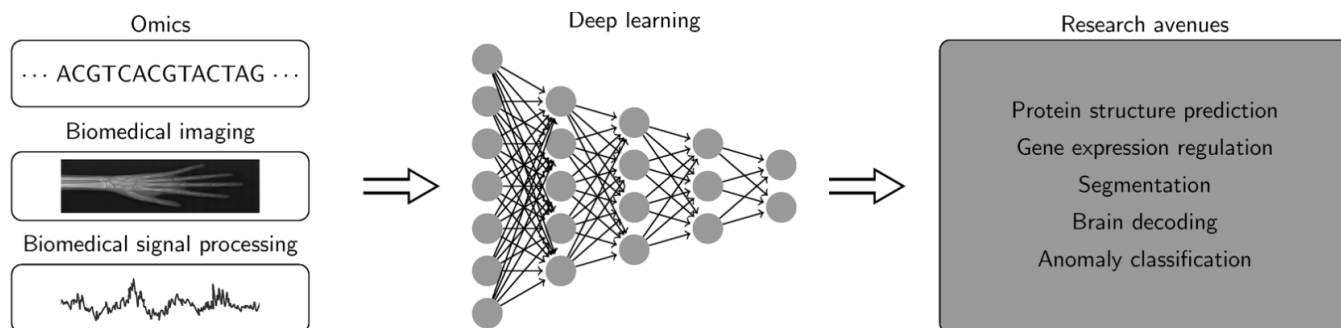 Omics
··· ACGTCACGTACTAG ···
Biomedical imaging
Biomedical signal processing
Deep learning
Research avenues
Protein structure prediction
Gene expression regulation
Segmentation
Brain decoding
Anomaly classification